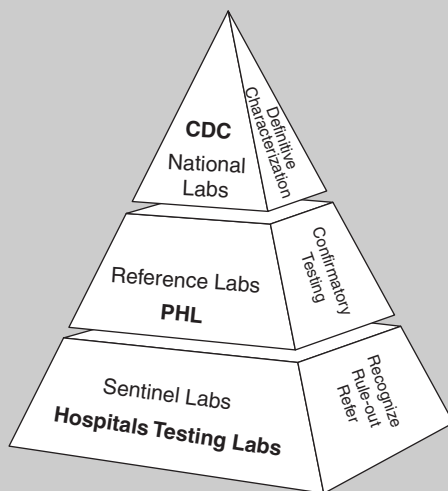 CDC
National
Labs
Definitive
Characterization
Reference Labs
PHL
Confirmatory
Testing
Sentinel Labs
Hospitals Testing Labs
Recognize
Rule-out
Refer